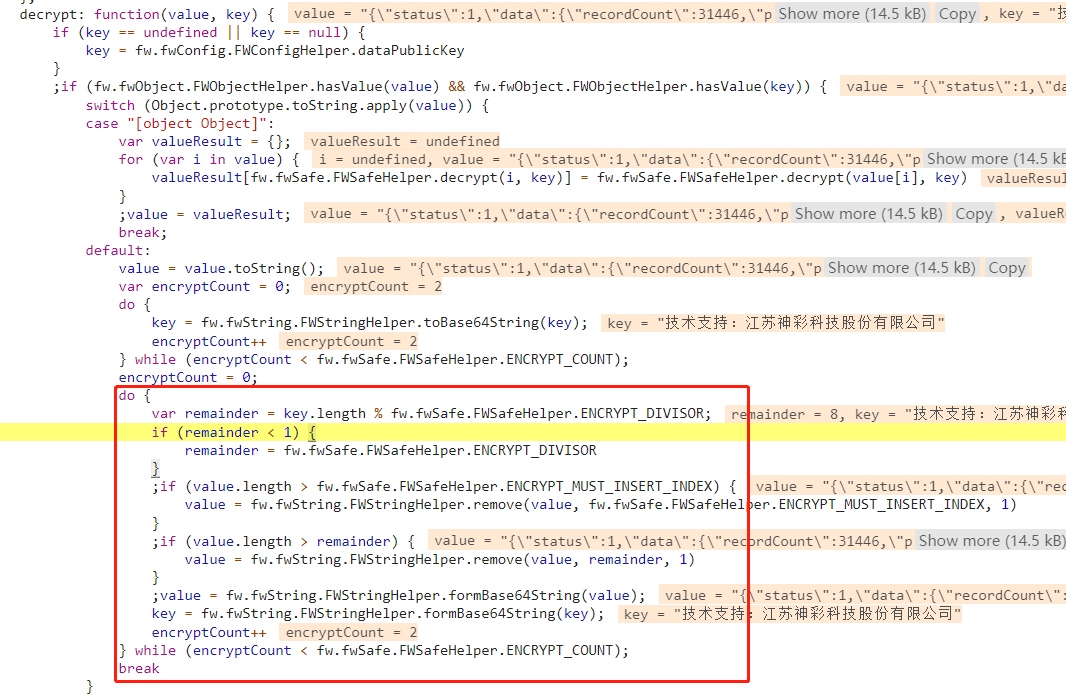 decrypt: function(value, key) { value = "{\"status\":1,\"data\":{\"recordCount\":31446,\"p Show more (14.5 kB) Copy , key = "技
if (key == undefined || key == null) {
key = fw.fwConfig.FWConfigHelper.dataPublicKey
}
;if (fw.fwObject.FWObjectHelper.hasValue(value) && fw.fwObject.FWObjectHelper.hasValue(key)) { value = "{\"status\":1,\"da
switch (Object.prototype.toString.apply(value)) {
case "[object Object]":
var valueResult = {}; valueResult = undefined
for (var i in value) { i = undefined, value = "{\"status\":1,\"data\":{\"recordCount\":31446,\"p Show more (14.5 kB
valueResult[fw.fwSafe.FWSafeHelper.decrypt(i, key)] = fw.fwSafe.FWSafeHelper.decrypt(value[i], key) valueResul
}
;value = valueResult; value = "{\"status\":1,\"data\":{\"recordCount\":31446,\"p Show more (14.5 kB) Copy , valueR
break;
default:
value = value.toString(); value = "{\"status\":1,\"data\":{\"recordCount\":31446,\"p Show more (14.5 kB) Copy
var encryptCount = 0; encryptCount = 2
do {
key = fw.fwString.FWStringHelper.toBase64String(key); key = "技术支持：江苏神彩科技股份有限公司"
encryptCount++ encryptCount = 2
} while (encryptCount < fw.fwSafe.FWSafeHelper.ENCRYPT_COUNT);
encryptCount = 0;
do {
var remainder = key.length % fw.fwSafe.FWSafeHelper.ENCRYPT_DIVISOR; remainder = 8, key = "技术支持：江苏神彩科
if (remainder < 1) {
remainder = fw.fwSafe.FWSafeHelper.ENCRYPT_DIVISOR
}
;if (value.length > fw.fwSafe.FWSafeHelper.ENCRYPT_MUST_INSERT_INDEX) { value = "{\"status\":1,\"data\":{\"rec
value = fw.fwString.FWStringHelper.remove(value, fw.fwSafe.FWSafeHelper.ENCRYPT_MUST_INSERT_INDEX, 1)
}
;if (value.length > remainder) { value = "{\"status\":1,\"data\":{\"recordCount\":31446,\"p Show more (14.5 kB)
value = fw.fwString.FWStringHelper.remove(value, remainder, 1)
}
;value = fw.fwString.FWStringHelper.formBase64String(value); value = "{\"status\":1,\"data\":{\"recordCount\":
key = fw.fwString.FWStringHelper.formBase64String(key); key = "技术支持：江苏神彩科技股份有限公司"
encryptCount++ encryptCount = 2
} while (encryptCount < fw.fwSafe.FWSafeHelper.ENCRYPT_COUNT);
break
}